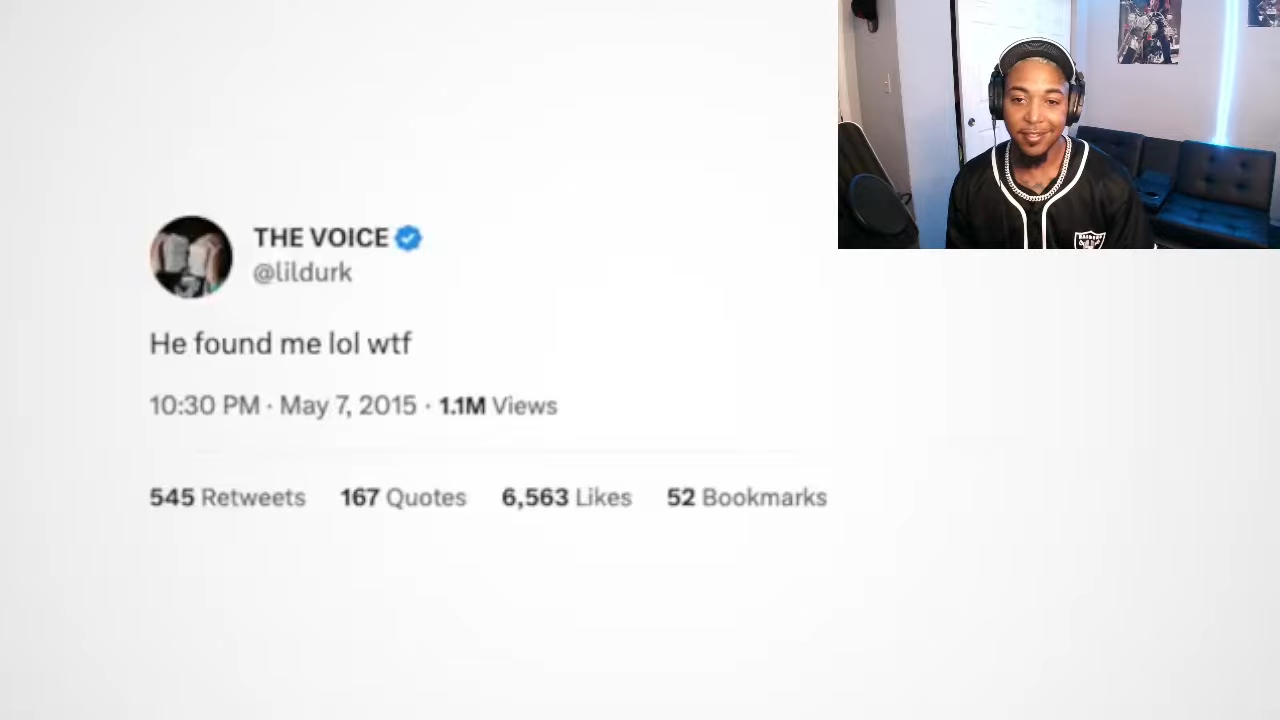 THE VOICE
@lildurk
He found me lol wtf
10:30 PM · May 7, 2015 · 1.1M Views
545 Retweets 167 Quotes 6,563 Likes 52 Bookmarks
RAIDERS